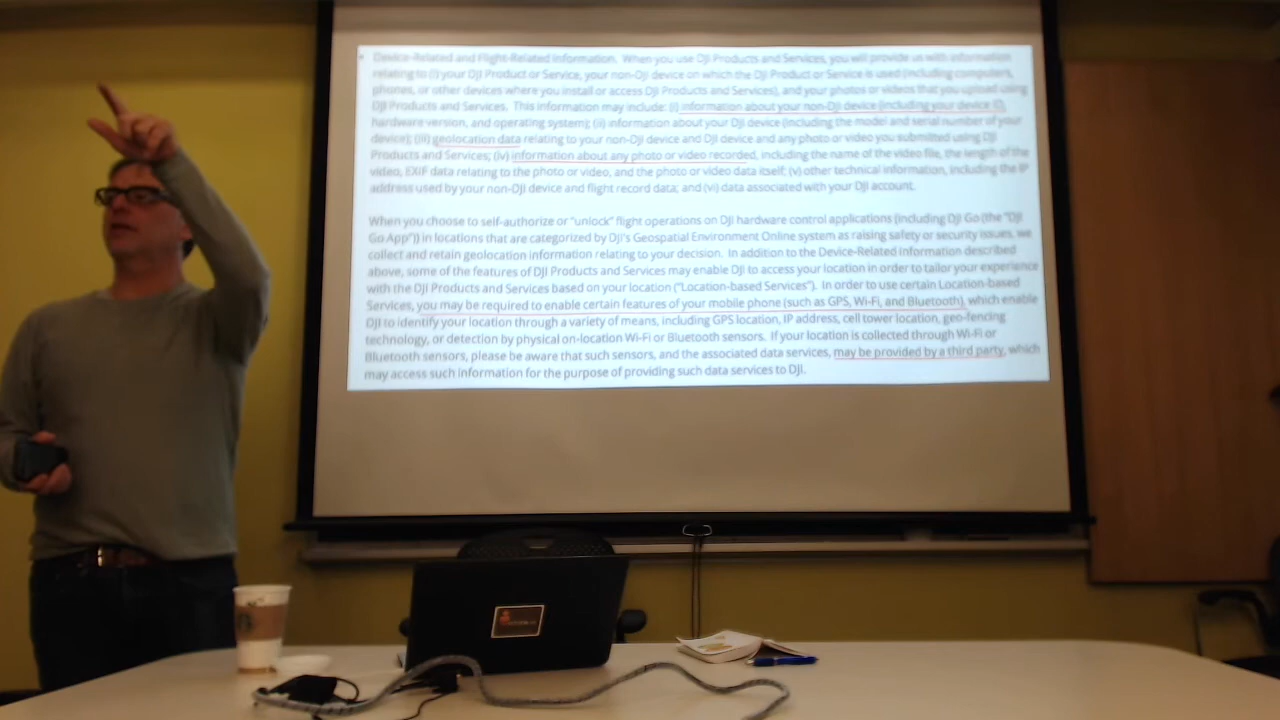 • Device-Related and Flight-Related Information. When you use DJI Products and Services, you will provide us with information
relating to (i) your DJI Product or Service, your non-DJI device on which the DJI Product or Service is used (including computers,
phones, or other devices where you install or access DJI Products and Services), and your photos or videos that you upload using
DJI Products and Services. This information may include: (i) information about your non-DJI device (including your device ID,
hardware version, and operating system); (ii) information about your DJI device (including the model and serial number of your
device); (iii) geolocation data relating to your non-DJI device and DJI device and any photo or video you submitted using DJI
Products and Services; (iv) information about any photo or video recorded, including the name of the video file, the length of the
video, EXIF data relating to the photo or video, and the photo or video data itself; (v) other technical information, including the IP
address used by your non-DJI device and flight record data; and (vi) data associated with your DJI account.
When you choose to self-authorize or "unlock" flight operations on DJI hardware control applications (including DJI Go (the "DJI
Go App")) in locations that are categorized by DJI's Geospatial Environment Online system as raising safety or security issues, we
collect and retain geolocation information relating to your decision. In addition to the Device-Related Information described
above, some of the features of DJI Products and Services may enable DJI to access your location in order to tailor your experience
with the DJI Products and Services based on your location ("Location-based Services"). In order to use certain Location-based
Services, you may be required to enable certain features of your mobile phone (such as GPS, Wi-Fi, and Bluetooth), which enable
DJI to identify your location through a variety of means, including GPS location, IP address, cell tower location, geo-fencing
technology, or detection by physical on-location Wi-Fi or Bluetooth sensors. If your location is collected through Wi-Fi or
Bluetooth sensors, please be aware that such sensors, and the associated data services, may be provided by a third party, which
may access such information for the purpose of providing such data services to DJI.